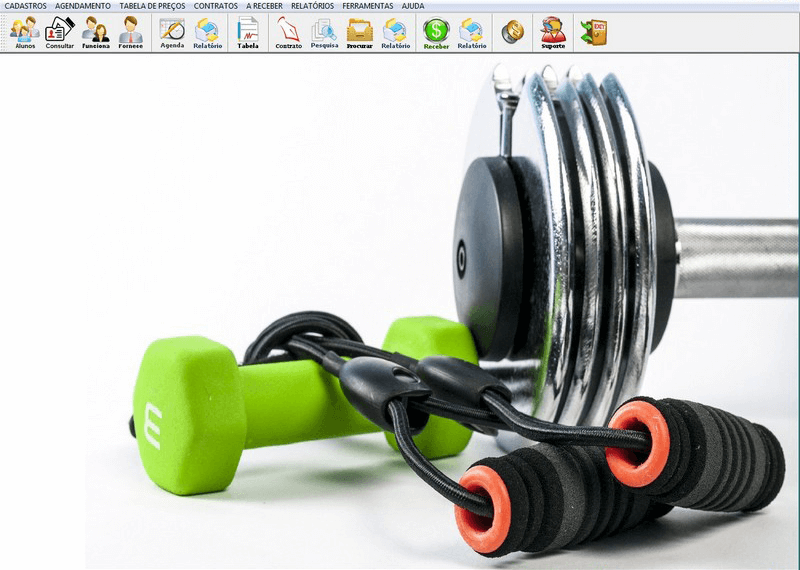 CADASTROS AGENDAMENTO TABELA DE PREÇOS CONTRATOS A RECEBER RELATÓRIOS FERRAMENTAS AJUDA
Alunos Consultar Funciona Fornece Agenda Relatório Tabela Contrato Pesquisa Procurar Relatório Receber Relatório Suporte EXIT
m